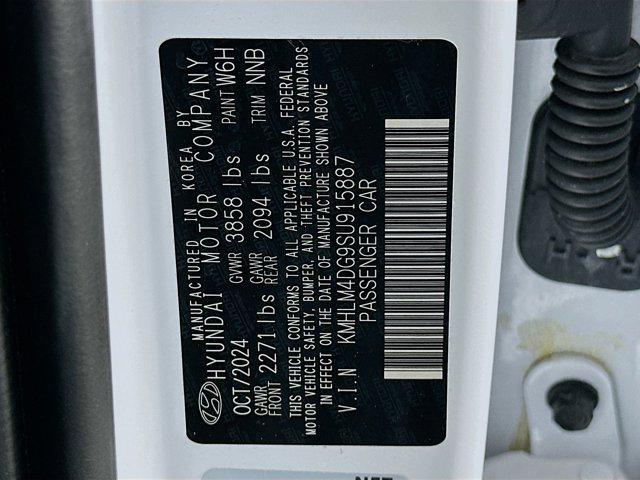 MANUFACTURED IN KOREA BY
HYUNDAI MOTOR COMPANY
OCT/2024 GVWR 3858 lbs PAINT W6H
GAWR FRONT 2271 lbs GAWR REAR 2094 lbs TRIM NNB
THIS VEHICLE CONFORMS TO ALL APPLICABLE U.S.A. FEDERAL
MOTOR VEHICLE SAFETY, BUMPER, AND THEFT PREVENTION STANDARDS
IN EFFECT ON THE DATE OF MANUFACTURE SHOWN ABOVE
V.I.N KMHLM4DG9SU915887
PASSENGER CAR